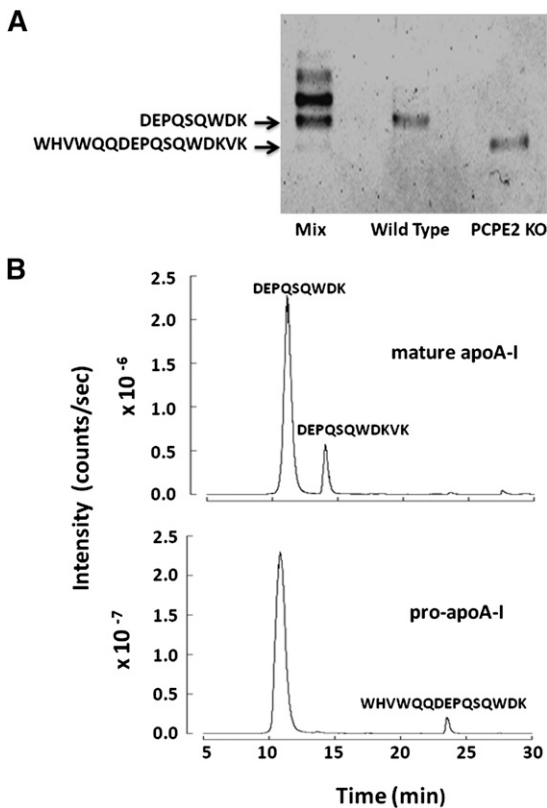 A
DEPQSQWDK
WHVWQQDEPQSQWDKVK
Mix Wild Type PCPE2 KO
B
Intensity (counts/sec)
x 10 -6
2.5
2.0
1.5
1.0
0.5
0.0
DEPQSQWDK
mature apoA-I
DEPQSQWDKVK
x 10 -7
2.5
2.0
1.5
1.0
0.5
0.0
pro-apoA-I
WHVWQQDEPQSQWDK
5 10 15 20 25 30
Time (min)